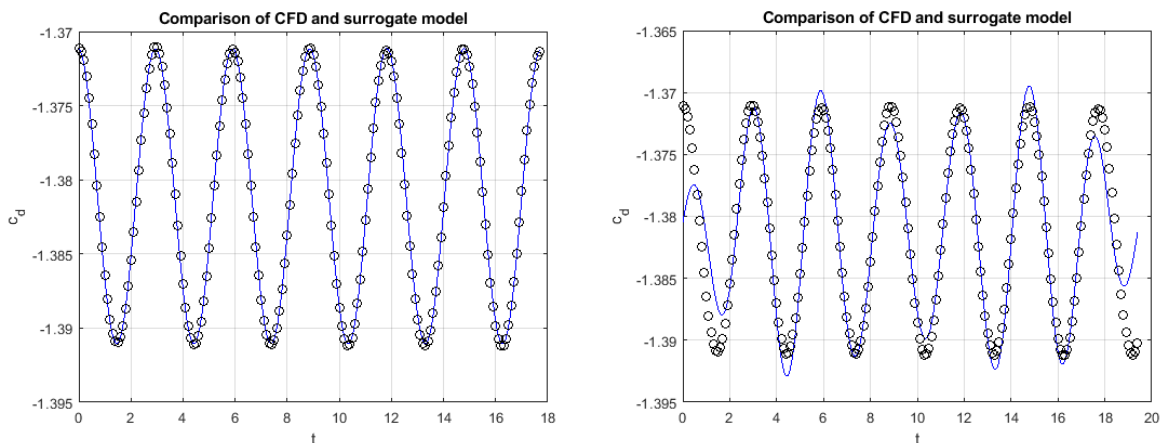 Comparison of CFD and surrogate model
-1.37
-1.375
-1.38
-1.385
-1.39
-1.395
c_d
0 2 4 6 8 10 12 14 16 18
t
Comparison of CFD and surrogate model
-1.365
-1.37
-1.375
-1.38
-1.385
-1.39
-1.395
c_d
0 2 4 6 8 10 12 14 16 18 20
t